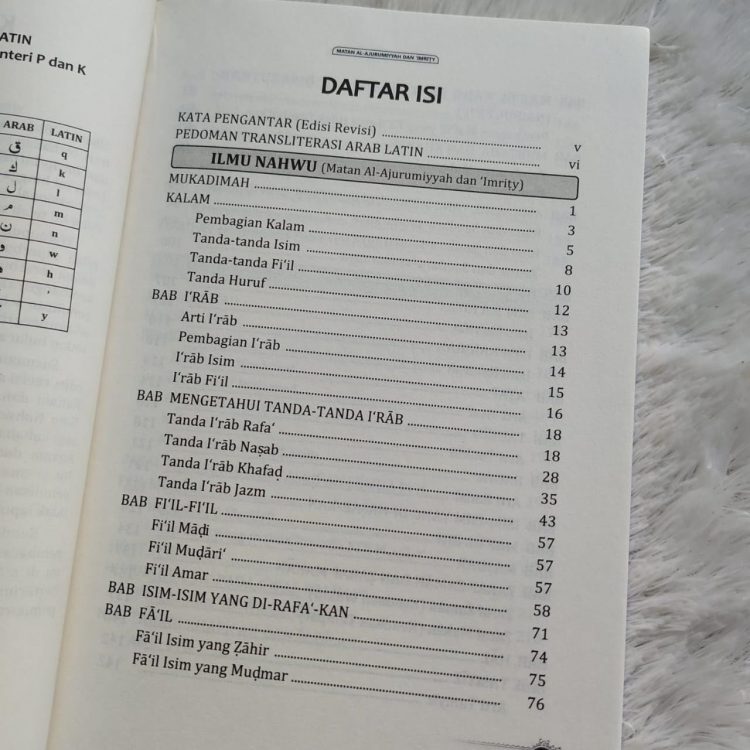 LATIN
nteri P dan K
ARAB LATIN
ق q
ك k
ل l
م m
ن n
و w
h
'
y
MATAN AL-AJURUMIYYAH DAN 'IMRITY
DAFTAR ISI
KATA PENGANTAR (Edisi Revisi) ........ v
PEDOMAN TRANSLITERASI ARAB LATIN ........ vi
ILMU NAHWU (Matan Al-Ajurumiyyah dan ‘Imriṭy)
MUKADIMAH ........ 1
KALAM ........ 3
Pembagian Kalam ........ 5
Tanda-tanda Isim ........ 8
Tanda-tanda Fi‘il ........ 10
Tanda Huruf ........ 12
BAB I‘RĀB ........ 13
Arti I‘rāb ........ 13
Pembagian I‘rāb ........ 14
I‘rāb Isim ........ 15
I‘rāb Fi‘il ........ 16
BAB MENGETAHUI TANDA-TANDA I‘RĀB ........ 18
Tanda I‘rāb Rafa‘ ........ 18
Tanda I‘rāb Naṣab ........ 28
Tanda I‘rāb Khafaḍ ........ 35
Tanda I‘rāb Jazm ........ 43
BAB FI‘IL-FI‘IL ........ 57
Fi‘il Māḍi ........ 57
Fi‘il Muḍāri‘ ........ 57
Fi‘il Amar ........ 58
BAB ISIM-ISIM YANG DI-RAFA‘-KAN ........ 71
BAB FĀ‘IL ........ 74
Fā‘il Isim yang Ẓāhir ........ 75
Fā‘il Isim yang Muḍmar ........ 76